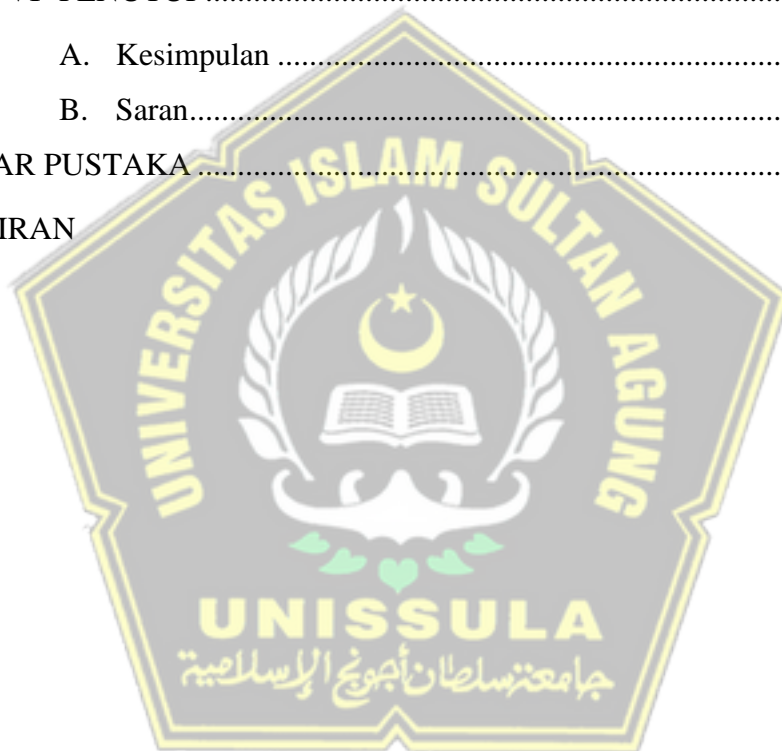 A. Kesimpulan ........................................................................
B. Saran....................................................................................
AR PUSTAKA ....................................................................................
IRAN
UNIVERSITAS ISLAM SULTAN AGUNG
UNISSULA
جامعة سلطان أجونج الإسلامية